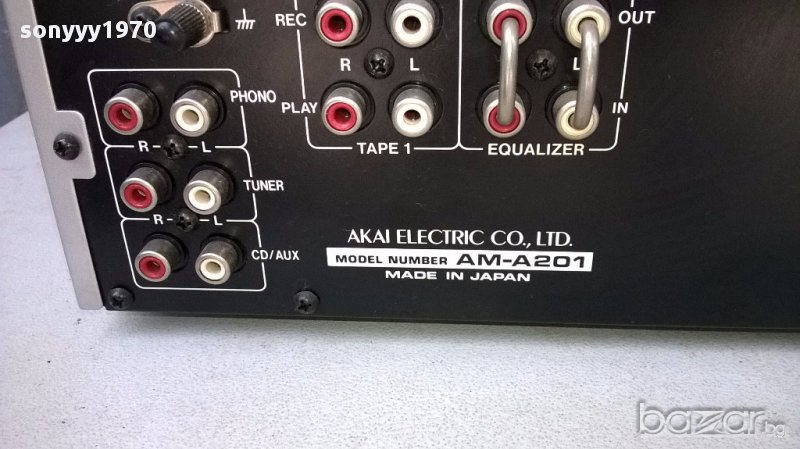 sonyyy1970
REC
OUT
R L
L
PHONO
PLAY
IN
R L
TAPE 1
EQUALIZER
TUNER
R L
CD/AUX
AKAI ELECTRIC CO., LTD.
MODEL NUMBER AM-A201
MADE IN JAPAN
bazar.bg